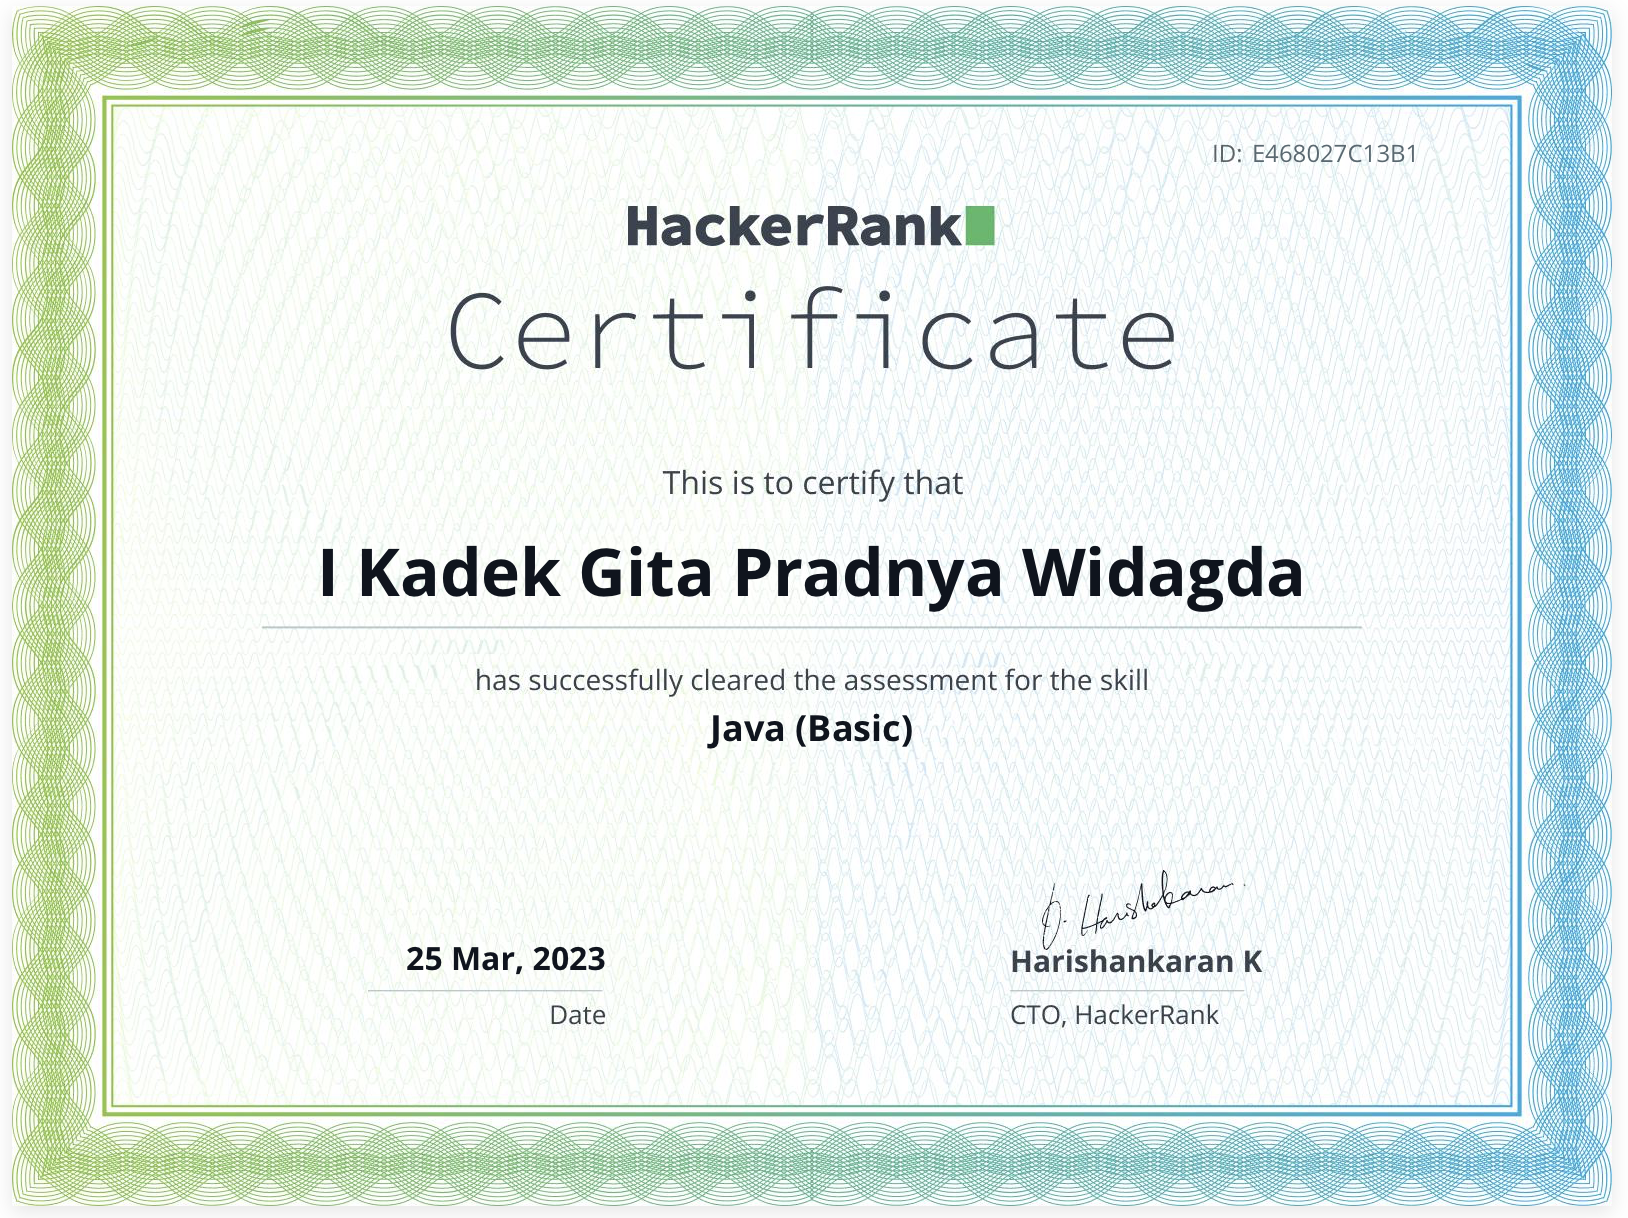 ID: E468027C13B1
HackerRank
Certificate
This is to certify that
I Kadek Gita Pradnya Widagda
has successfully cleared the assessment for the skill
Java (Basic)
25 Mar, 2023
Date
Harishankaran K
CTO, HackerRank